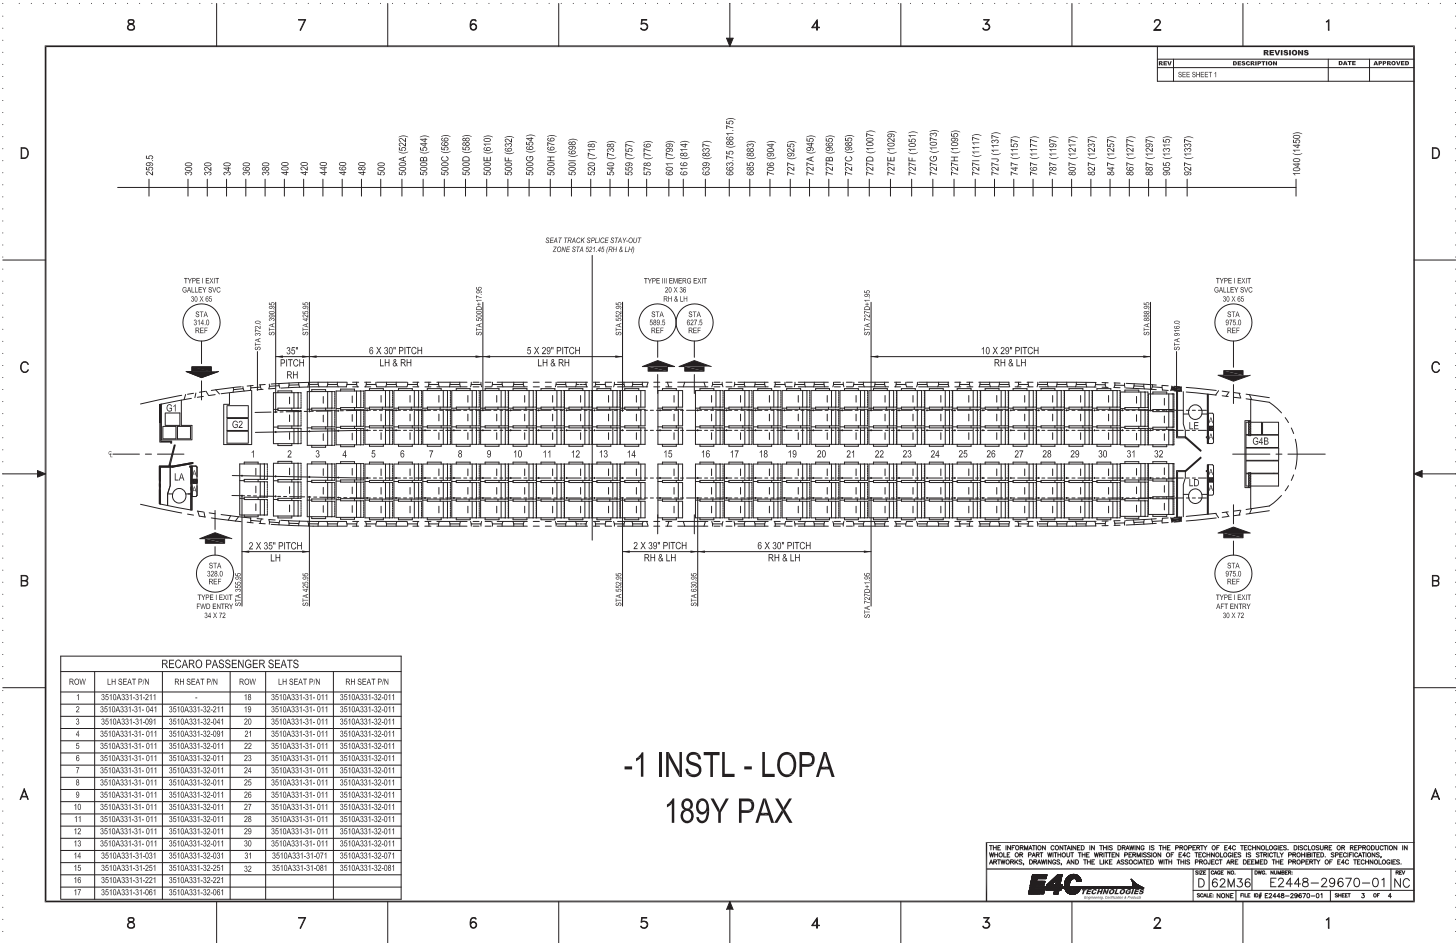 8 7 6 5 4 3 2 1
REVISIONS
REV DESCRIPTION DATE APPROVED
SEE SHEET 1
D D
259.5 300 320 340 360 380 400 420 440 460 480 500 500A (522) 500B (544) 500C (566) 500D (588) 500E (610) 500F (632) 500G (654) 500H (676) 500I (698) 520 (718) 540 (738) 559 (757) 578 (776) 601 (799) 616 (814) 639 (837) 663.75 (861.75) 685 (883) 706 (904) 727 (925) 727A (945) 727B (965) 727C (985) 727D (1007) 727E (1029) 727F (1051) 727G (1073) 727H (1095) 727I (1117) 727J (1137) 747 (1157) 767 (1177) 787 (1197) 807 (1217) 827 (1237) 847 (1257) 867 (1277) 887 (1297) 905 (1315) 927 (1337) 1040 (1450)
SEAT TRACK SPLICE STAY-OUT
ZONE STA 521.45 (RH & LH)
TYPE I EXIT
GALLEY SVC
30 X 65
STA
314.0
REF
STA 372.0
STA 390.95
STA 425.95
STA 500D+17.95
STA 552.95
TYPE III EMERG EXIT
20 X 36
RH & LH
STA
589.5
REF
STA
627.5
REF
STA 727D+1.95
STA 888.95
STA 916.0
TYPE I EXIT
GALLEY SVC
30 X 65
STA
975.0
REF
C C
35"
PITCH
RH
6 X 30" PITCH
LH & RH
5 X 29" PITCH
LH & RH
10 X 29" PITCH
RH & LH
G1
G2
LE
A
A
G4B
1 2 3 4 5 6 7 8 9 10 11 12 13 14 15 16 17 18 19 20 21 22 23 24 25 26 27 28 29 30 31 32
LA
A
A
LD
A
A
2 X 35" PITCH
LH
2 X 39" PITCH
RH & LH
6 X 30" PITCH
RH & LH
STA
328.0
REF
TYPE I EXIT
FWD ENTRY
34 X 72
STA 355.95
STA 425.95
STA 552.95
STA 630.95
STA 727D+1.95
STA
975.0
REF
TYPE I EXIT
AFT ENTRY
30 X 72
B B
RECARO PASSENGER SEATS
ROW LH SEAT P/N RH SEAT P/N ROW LH SEAT P/N RH SEAT P/N
1 3510A331-31-211 - 18 3510A331-31- 011 3510A331-32-011
2 3510A331-31- 041 3510A331-32-211 19 3510A331-31- 011 3510A331-32-011
3 3510A331-31-091 3510A331-32-041 20 3510A331-31- 011 3510A331-32-011
4 3510A331-31- 011 3510A331-32-091 21 3510A331-31- 011 3510A331-32-011
5 3510A331-31- 011 3510A331-32-011 22 3510A331-31- 011 3510A331-32-011
6 3510A331-31- 011 3510A331-32-011 23 3510A331-31- 011 3510A331-32-011
7 3510A331-31- 011 3510A331-32-011 24 3510A331-31- 011 3510A331-32-011
8 3510A331-31- 011 3510A331-32-011 25 3510A331-31- 011 3510A331-32-011
9 3510A331-31- 011 3510A331-32-011 26 3510A331-31- 011 3510A331-32-011
10 3510A331-31- 011 3510A331-32-011 27 3510A331-31- 011 3510A331-32-011
11 3510A331-31- 011 3510A331-32-011 28 3510A331-31- 011 3510A331-32-011
12 3510A331-31- 011 3510A331-32-011 29 3510A331-31- 011 3510A331-32-011
13 3510A331-31- 011 3510A331-32-011 30 3510A331-31- 011 3510A331-32-011
14 3510A331-31-031 3510A331-32-031 31 3510A331-31-071 3510A331-32-071
15 3510A331-31-251 3510A331-32-251 32 3510A331-31-081 3510A331-32-081
16 3510A331-31-221 3510A331-32-221
17 3510A331-31-061 3510A331-32-061
-1 INSTL - LOPA
189Y PAX
A A
THE INFORMATION CONTAINED IN THIS DRAWING IS THE PROPERTY OF E4C TECHNOLOGIES. DISCLOSURE OR REPRODUCTION IN
WHOLE OR PART WITHOUT THE WRITTEN PERMISSION OF E4C TECHNOLOGIES IS STRICTLY PROHIBITED. SPECIFICATIONS,
ARTWORKS, DRAWINGS, AND THE LIKE ASSOCIATED WITH THIS PROJECT ARE DEEMED THE PROPERTY OF E4C TECHNOLOGIES.
E4C TECHNOLOGIES
Engineering, Certification & Products
SIZE CAGE NO. DWG. NUMBER: REV
D 62M36 E2448-29670-01 NC
SCALE: NONE FILE ID# E2448-29670-01 SHEET 3 OF 4
8 7 6 5 4 3 2 1